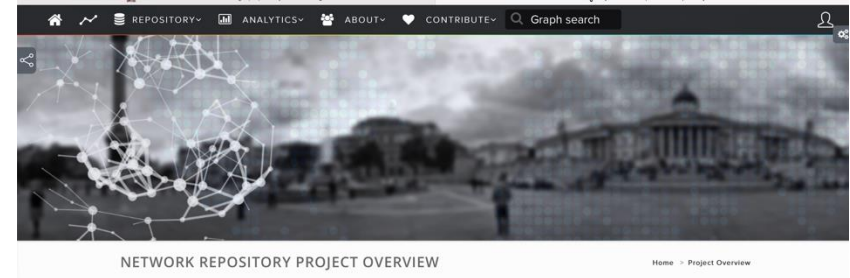 REPOSITORY ANALYTICS ABOUT CONTRIBUTE Graph search
NETWORK REPOSITORY PROJECT OVERVIEW Home > Project Overview